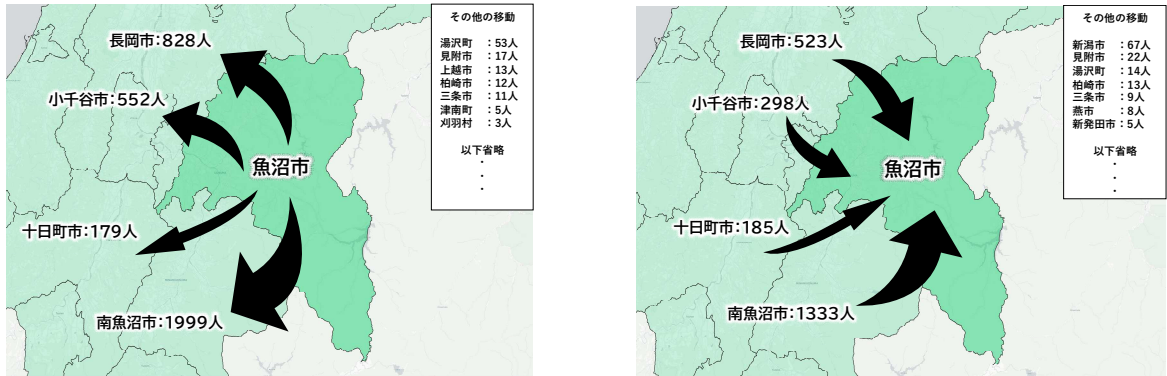 長岡市：828人
小千谷市：552人
魚沼市
十日町市：179人
南魚沼市：1999人
その他の移動
湯沢町　：53人
見附市　：17人
上越市　：13人
柏崎市　：12人
三条市　：11人
津南町　：5人
刈羽村　：3人
以下省略
・
・
・
長岡市：523人
小千谷市：298人
魚沼市
十日町市：185人
南魚沼市：1333人
その他の移動
新潟市　：67人
見附市　：22人
湯沢町　：14人
柏崎市　：13人
三条市　：9人
燕市　　：8人
新発田市：5人
以下省略
・
・
・